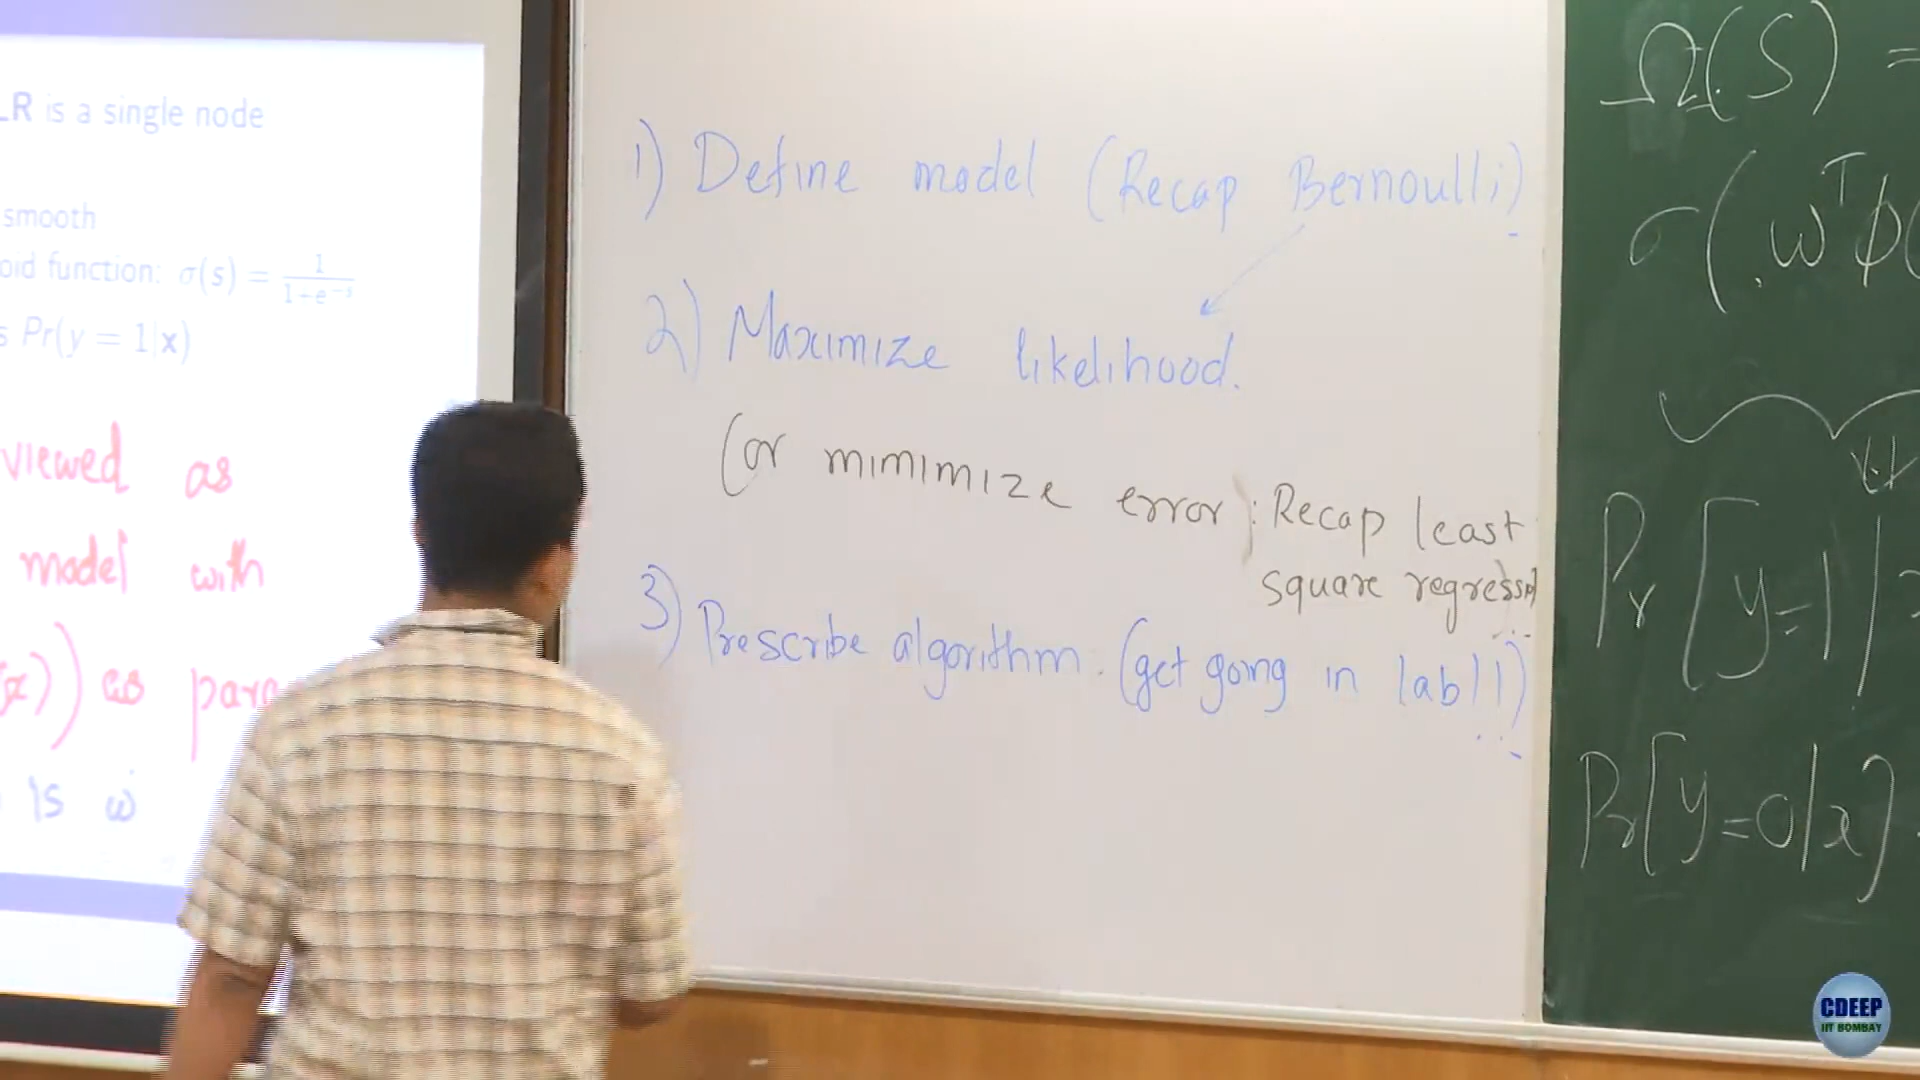 LR is a single node
smooth
oid function: σ(s) = 1/(1+e^-s)
s Pr(y = 1|x)
viewed as
model with
(x)) as para
Is w
1) Define model (Recap Bernoulli)
2) Maximize likelihood.
(or minimize error): Recap least
square regressn
3) Prescribe algorithm. (get going in lab!!)
Ω(S) =
σ(w^T φ(
Pr[y=1|
Pr[y=0|x]
CDEEP
IIT BOMBAY